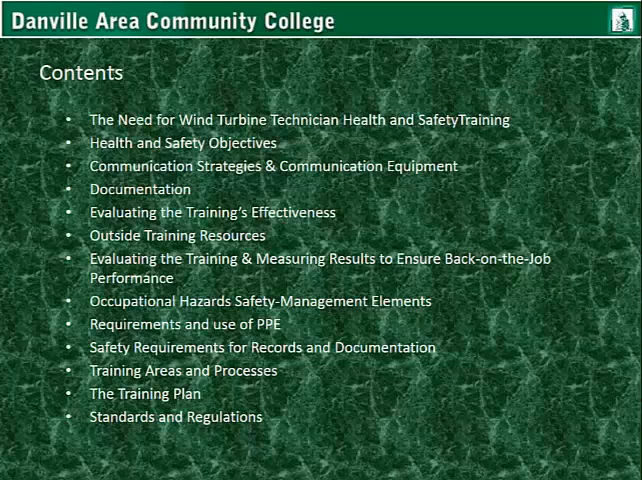 Danville Area Community College
Contents
• The Need for Wind Turbine Technician Health and SafetyTraining
• Health and Safety Objectives
• Communication Strategies & Communication Equipment
• Documentation
• Evaluating the Training's Effectiveness
• Outside Training Resources
• Evaluating the Training & Measuring Results to Ensure Back-on-the-Job
Performance
• Occupational Hazards Safety-Management Elements
• Requirements and use of PPE
• Safety Requirements for Records and Documentation
• Training Areas and Processes
• The Training Plan
• Standards and Regulations